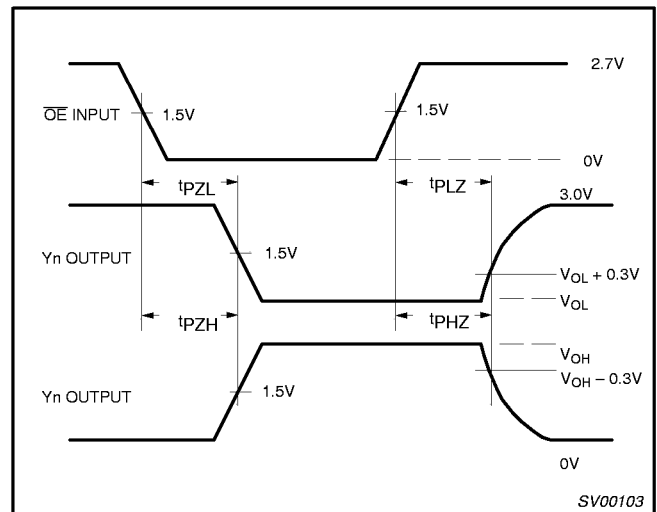 2.7V
O̅E̅ INPUT
1.5V
1.5V
0V
tPZL
tPLZ
3.0V
Yn OUTPUT
1.5V
VOL + 0.3V
VOL
tPZH
tPHZ
VOH
VOH – 0.3V
Yn OUTPUT
1.5V
0V
SV00103